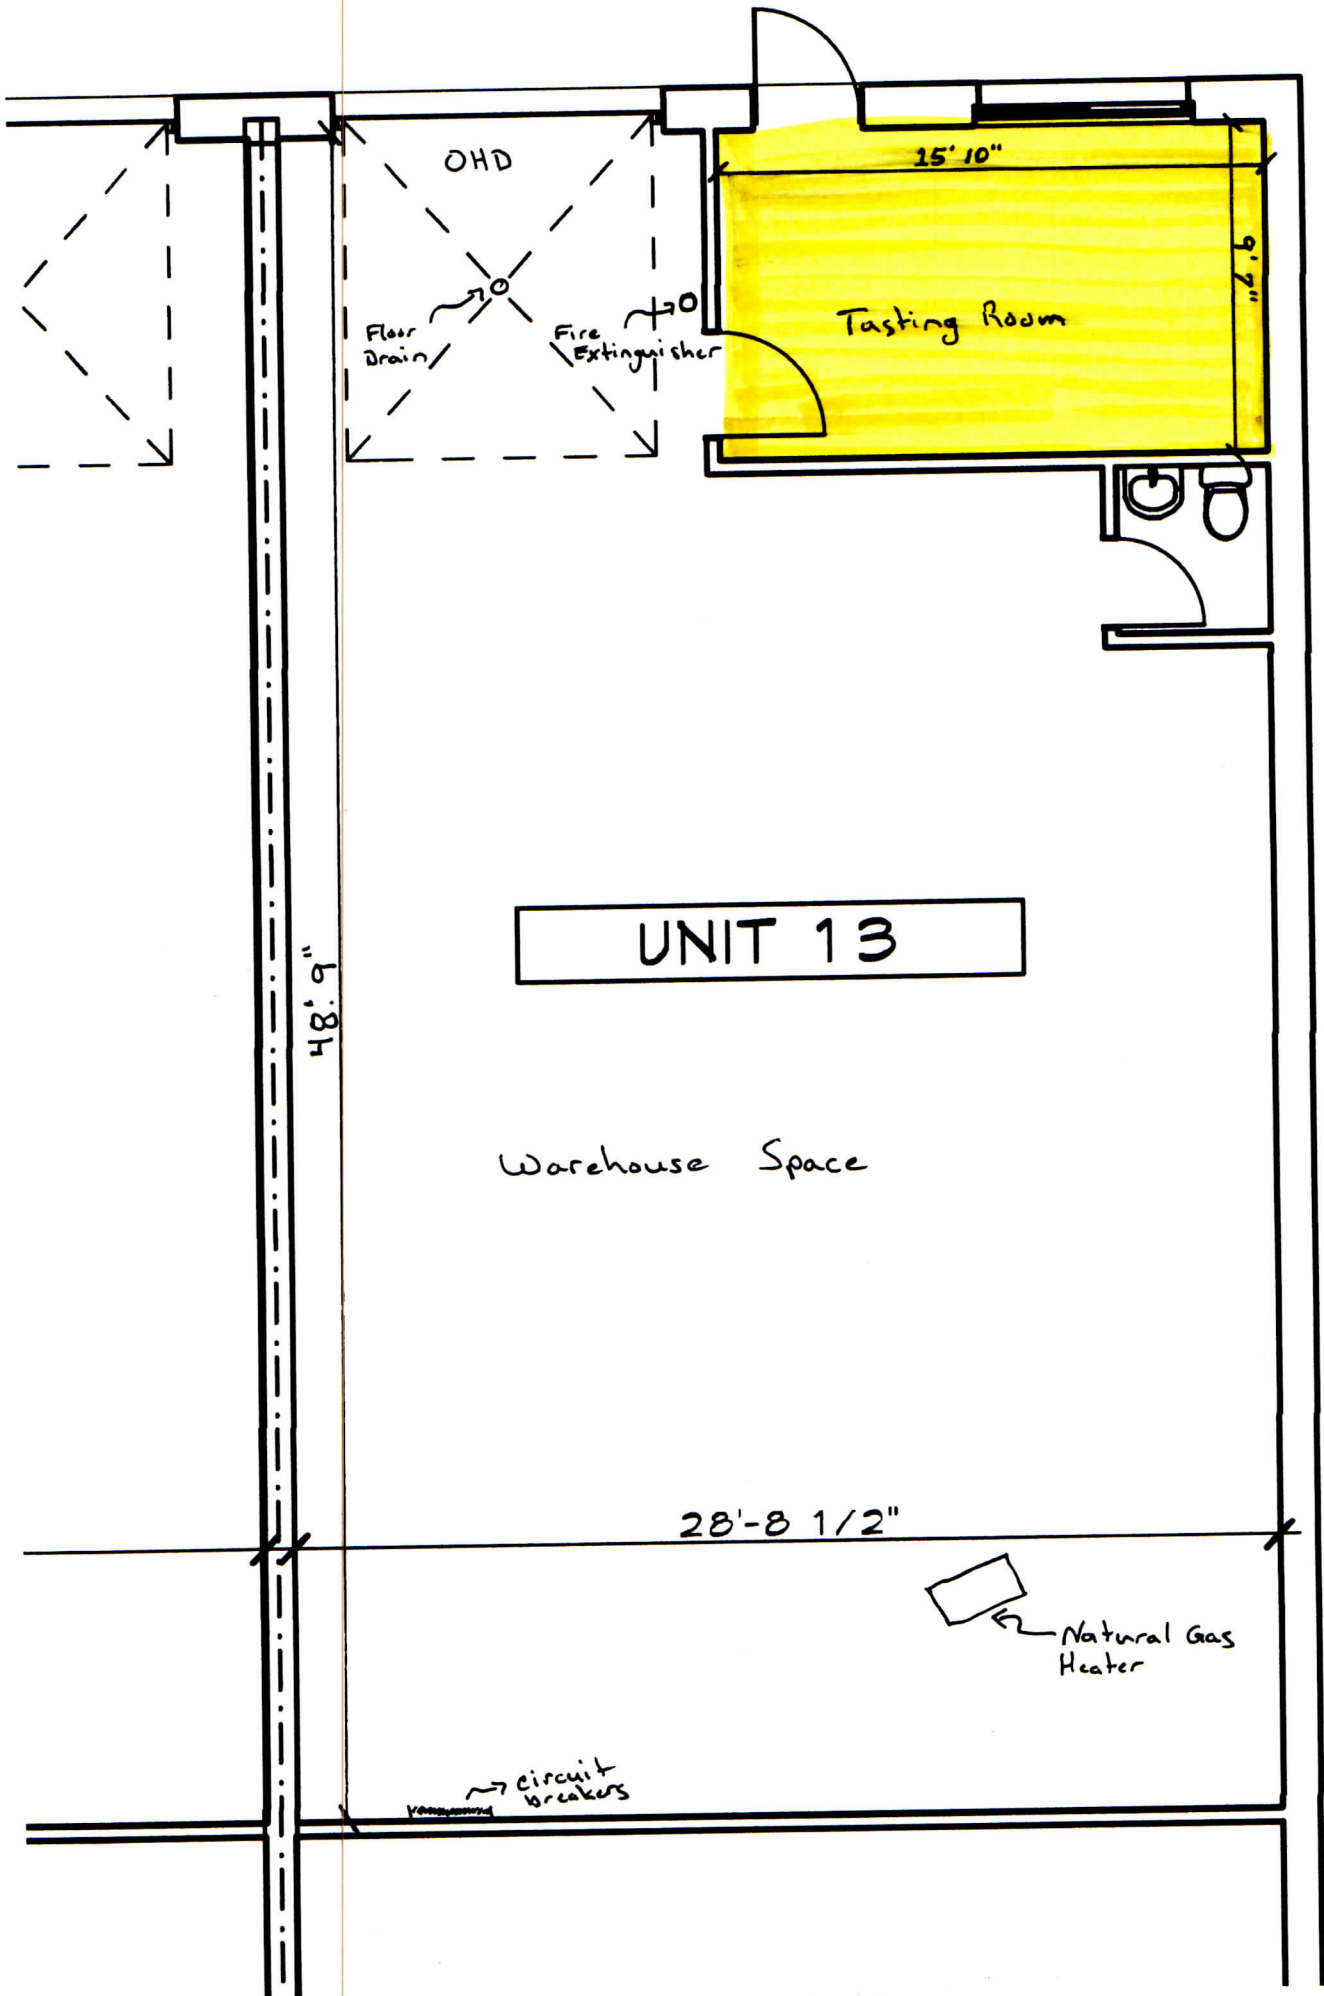 OHD
15' 10"
9' 7"
Floor
Drain
Fire
Extinguisher
Tasting Room
UNIT 13
48' 9"
Warehouse Space
28'-8 1/2"
Natural Gas
Heater
circuit
breakers